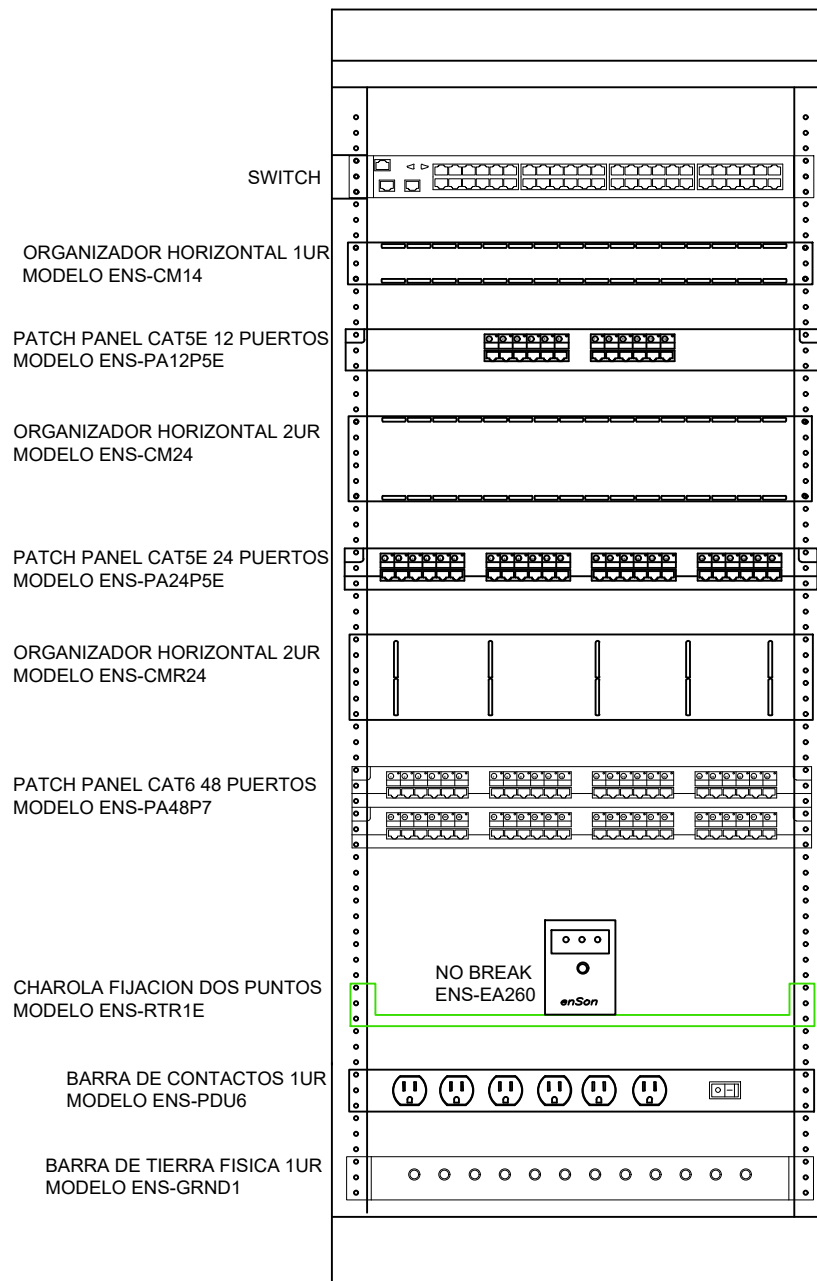 SWITCH
ORGANIZADOR HORIZONTAL 1UR
MODELO ENS-CM14
PATCH PANEL CAT5E 12 PUERTOS
MODELO ENS-PA12P5E
ORGANIZADOR HORIZONTAL 2UR
MODELO ENS-CM24
PATCH PANEL CAT5E 24 PUERTOS
MODELO ENS-PA24P5E
ORGANIZADOR HORIZONTAL 2UR
MODELO ENS-CMR24
PATCH PANEL CAT6 48 PUERTOS
MODELO ENS-PA48P7
NO BREAK
ENS-EA260
enSon
CHAROLA FIJACION DOS PUNTOS
MODELO ENS-RTR1E
BARRA DE CONTACTOS 1UR
MODELO ENS-PDU6
BARRA DE TIERRA FISICA 1UR
MODELO ENS-GRND1